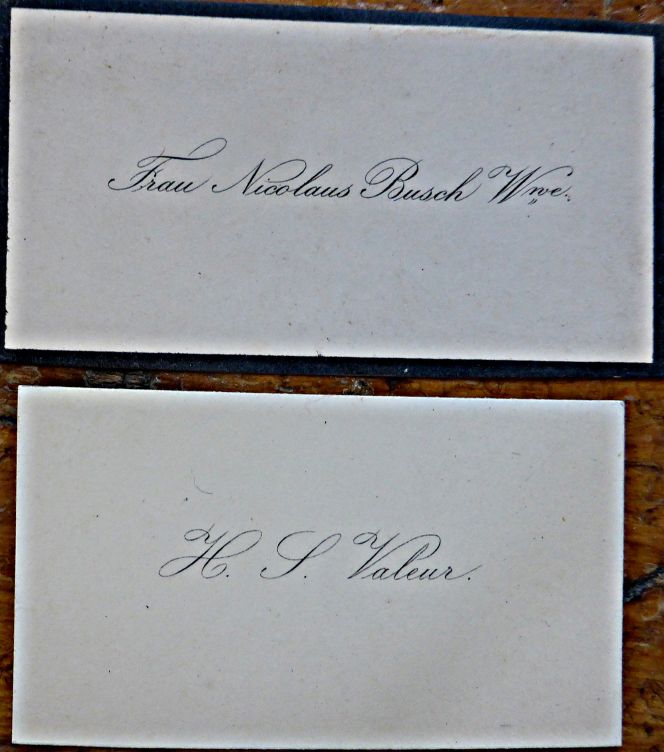 Frau Nicolaus Busch Wwe.
H. S. Valeur.